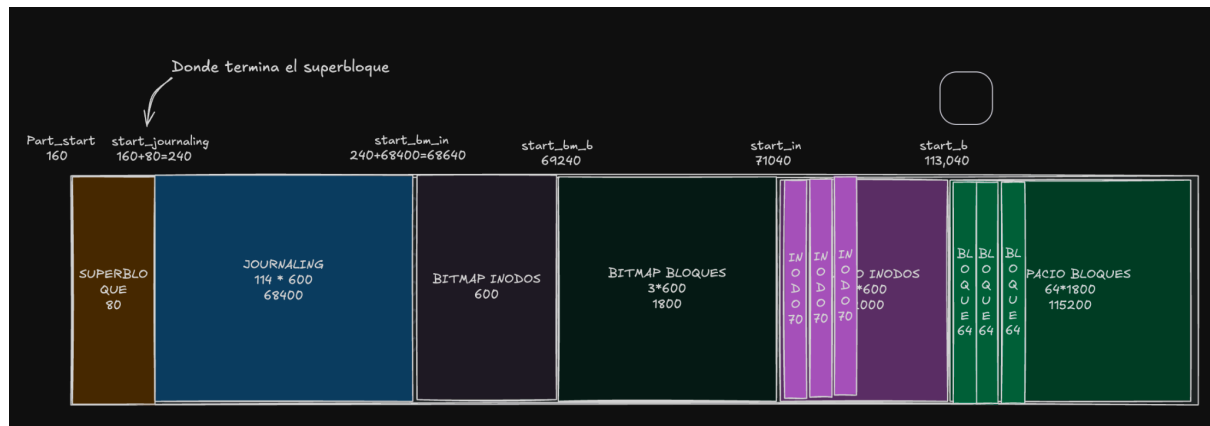 Donde termina el superbloque
Part_start
160
start_journaling
160+80=240
start_bm_in
240+68400=68640
start_bm_b
69240
start_in
71040
start_b
113,040
SUPERBLO
QUE
80
JOURNALING
114 * 600
68400
BITMAP INODOS
600
BITMAP BLOQUES
3*600
1800
IN
O
D
O
70
IN
O
D
O
70
IN
O
D
O
70
O INODOS
*600
000
BL
O
Q
U
E
64
BL
O
Q
U
E
64
BL
O
Q
U
E
64
PACIO BLOQUES
64*1800
115200